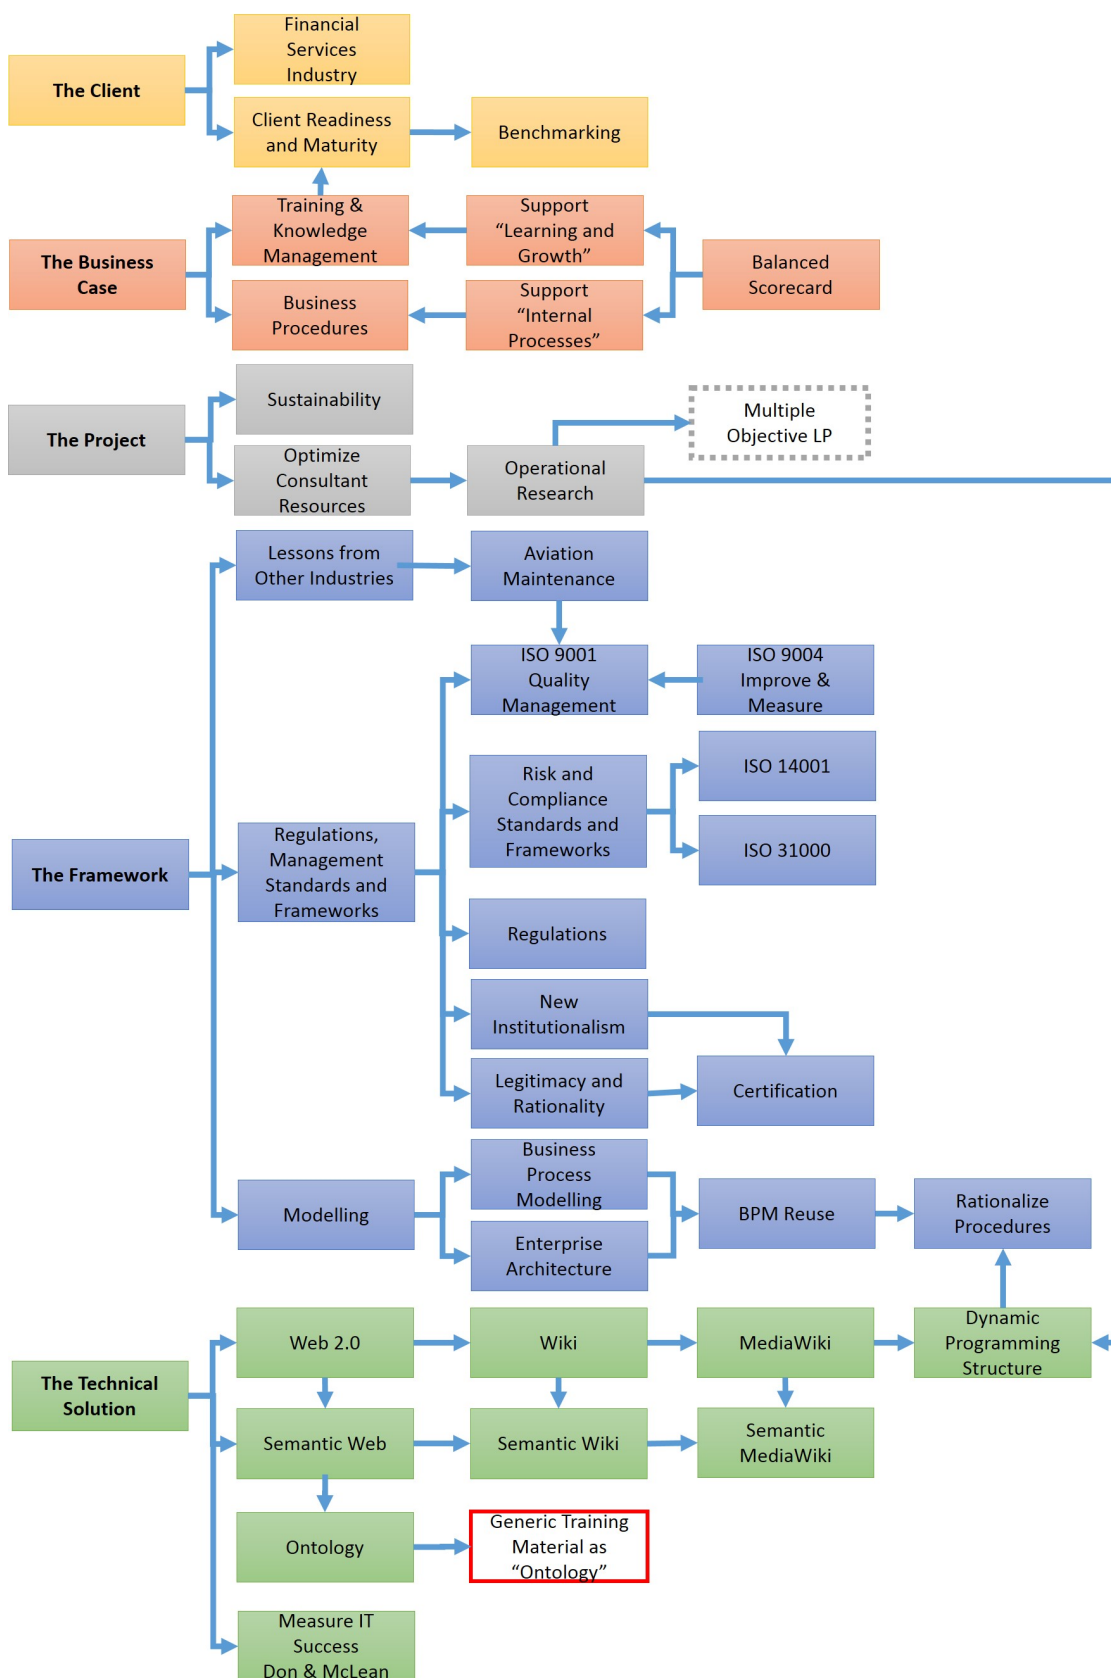 Financial
Services
Industry
The Client
Client Readiness
and Maturity
Benchmarking
Training &
Knowledge
Management
Support
“Learning and
Growth”
The Business
Case
Balanced
Scorecard
Business
Procedures
Support
“Internal
Processes”
Sustainability
Multiple
Objective LP
The Project
Optimize
Consultant
Resources
Operational
Research
Lessons from
Other Industries
Aviation
Maintenance
ISO 9001
Quality
Management
ISO 9004
Improve &
Measure
ISO 14001
Risk and
Compliance
Standards and
Frameworks
ISO 31000
The Framework
Regulations,
Management
Standards and
Frameworks
Regulations
New
Institutionalism
Legitimacy and
Rationality
Certification
Business
Process
Modelling
Modelling
BPM Reuse
Rationalize
Procedures
Enterprise
Architecture
Web 2.0
Wiki
MediaWiki
Dynamic
Programming
Structure
The Technical
Solution
Semantic Web
Semantic Wiki
Semantic
MediaWiki
Ontology
Generic Training
Material as
“Ontology”
Measure IT
Success
Don & McLean